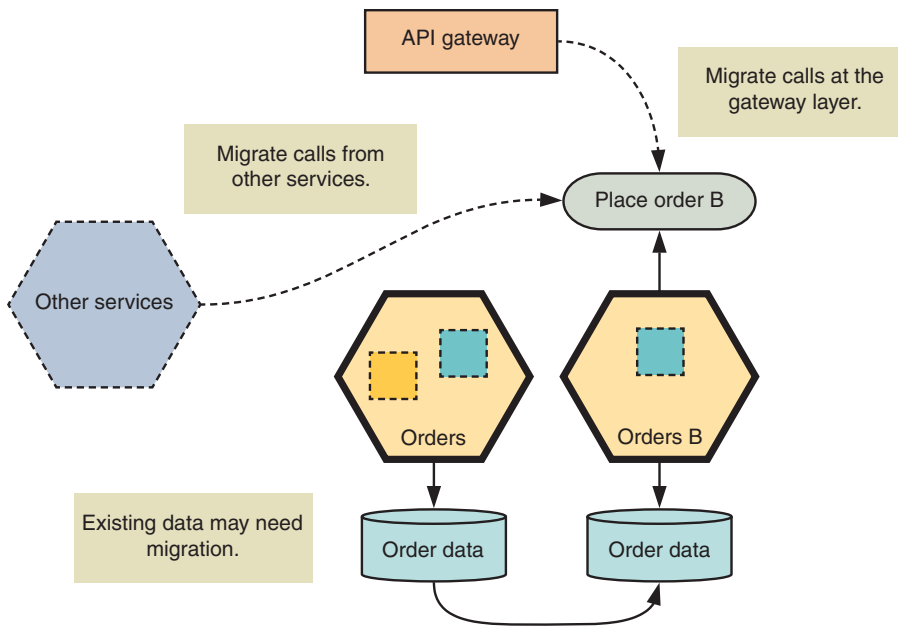 API gateway
Migrate calls at the
gateway layer.
Migrate calls from
other services.
Place order B
Other services
Orders
Orders B
Existing data may need
migration.
Order data
Order data